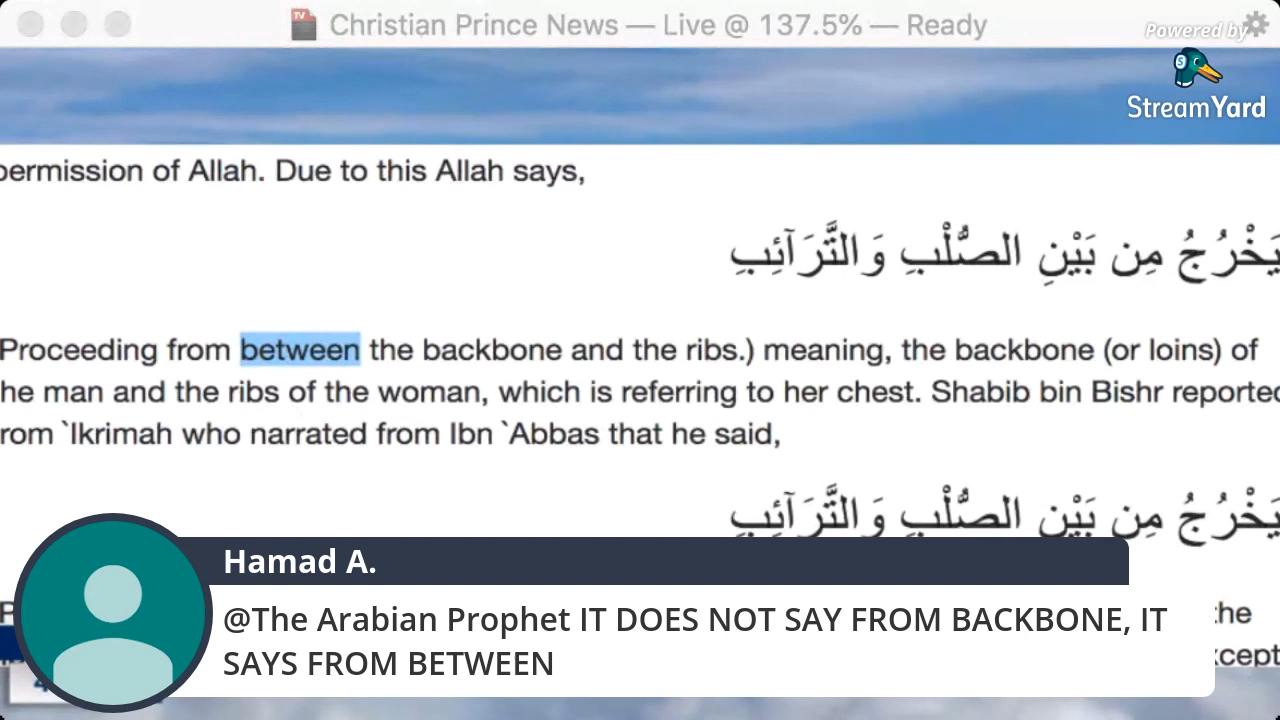 Christian Prince News — Live @ 137.5% — Ready
Powered by
StreamYard
permission of Allah. Due to this Allah says,
يَخْرُجُ مِن بَيْنِ الصُّلْبِ وَالتَّرَآئِبِ
Proceeding from between the backbone and the ribs.) meaning, the backbone (or loins) of
he man and the ribs of the woman, which is referring to her chest. Shabib bin Bishr reported
rom `Ikrimah who narrated from Ibn `Abbas that he said,
يَخْرُجُ مِن بَيْنِ الصُّلْبِ وَالتَّرَآئِبِ
Hamad A.
@The Arabian Prophet IT DOES NOT SAY FROM BACKBONE, IT
SAYS FROM BETWEEN